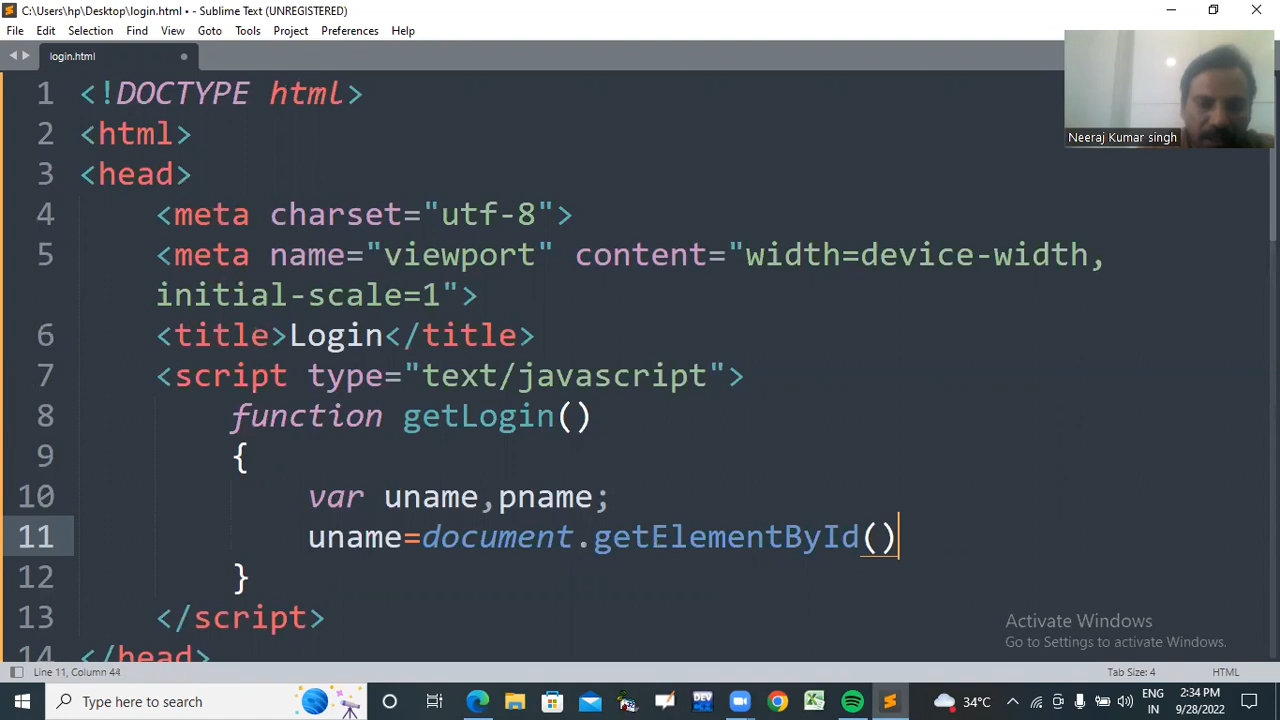 C:\Users\hp\Desktop\login.html • - Sublime Text (UNREGISTERED)
File Edit Selection Find View Goto Tools Project Preferences Help
login.html
Neeraj Kumar singh
1 <!DOCTYPE html>
2 <html>
3 <head>
4 <meta charset="utf-8">
5 <meta name="viewport" content="width=device-width,
initial-scale=1">
6 <title>Login</title>
7 <script type="text/javascript">
8 function getLogin()
9 {
10 var uname,pname;
11 uname=document.getElementById()
12 }
13 </script>
14 </head>
Activate Windows
Go to Settings to activate Windows.
Line 11, Column 44 Tab Size: 4 HTML
Type here to search DEV 34°C ENG 2:34 PM
IN 9/28/2022